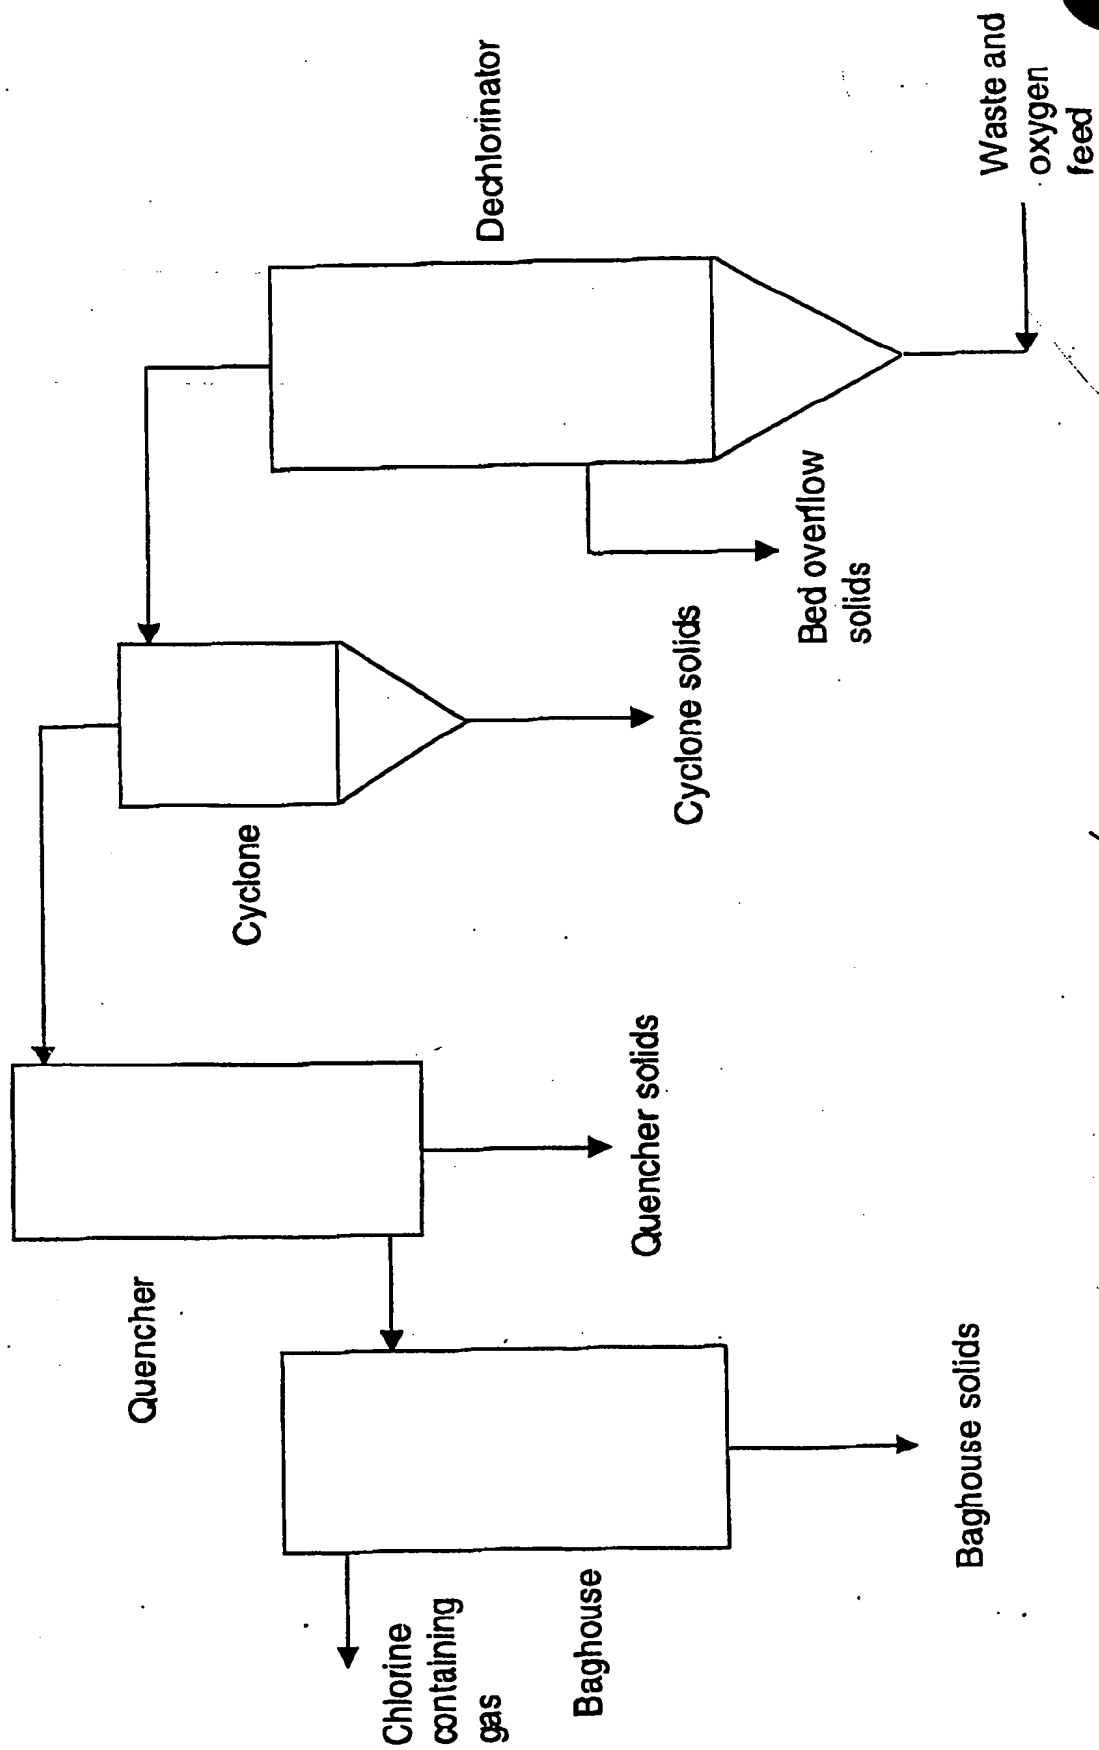 Waste and
oxygen
feed
Dechlorinator
Bed overflow
solids
Cyclone solids
Cyclone
Quencher solids
Quencher
Baghouse solids
Baghouse
Chlorine
containing
gas